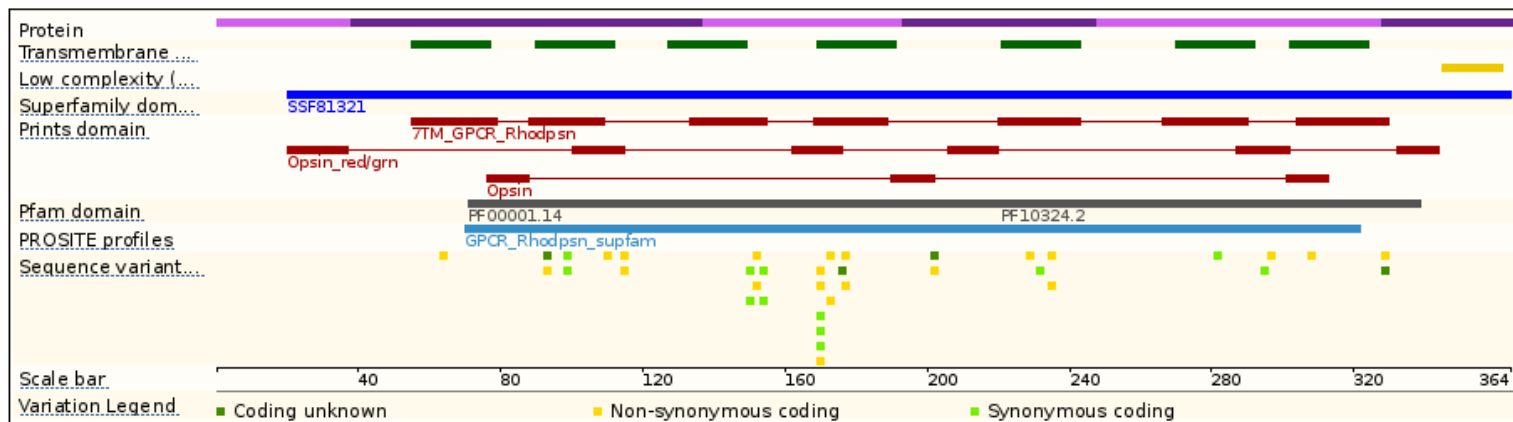 Protein
Transmembrane ...
Low complexity (...
Superfamily dom...
SSF81321
Prints domain
7TM_GPCR_Rhodpsn
Opsin_red/grn
Opsin
Pfam domain
PF00001.14 PF10324.2
PROSITE profiles
GPCR_Rhodpsn_supfam
Sequence variant...
Scale bar 40 80 120 160 200 240 280 320 364
Variation Legend Coding unknown Non-synonymous coding Synonymous coding